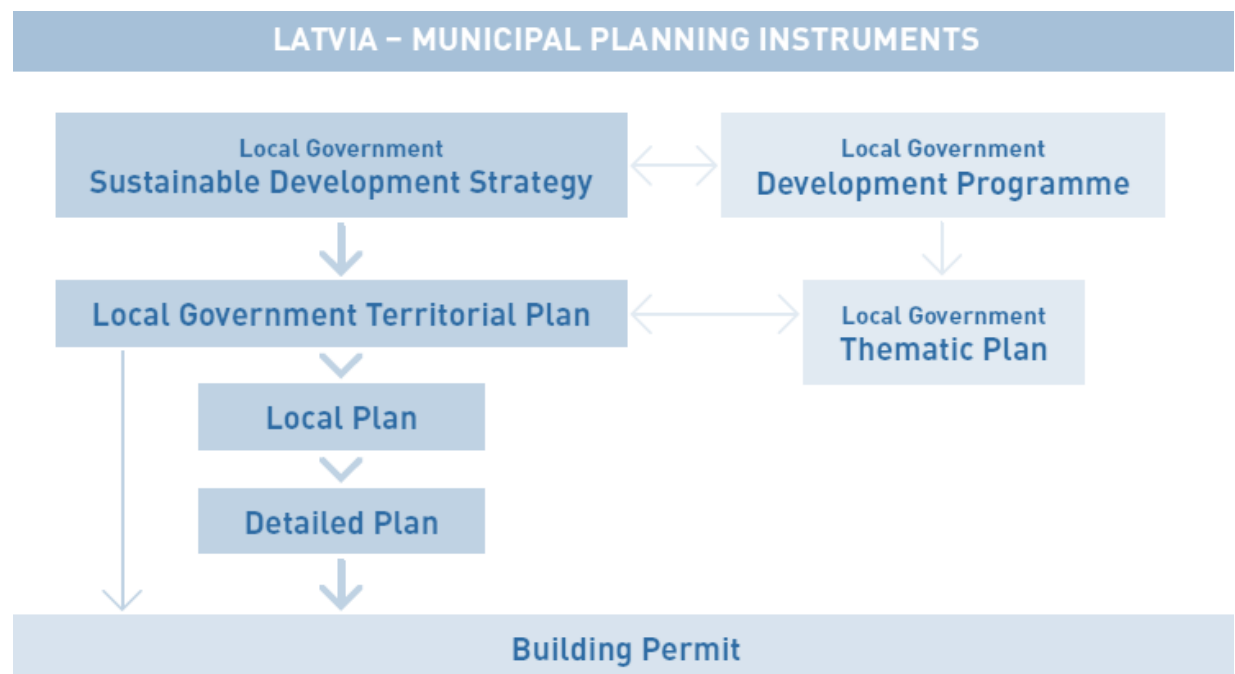 LATVIA – MUNICIPAL PLANNING INSTRUMENTS
Local Government
Sustainable Development Strategy
Local Government
Development Programme
Local Government Territorial Plan
Local Government
Thematic Plan
Local Plan
Detailed Plan
Building Permit